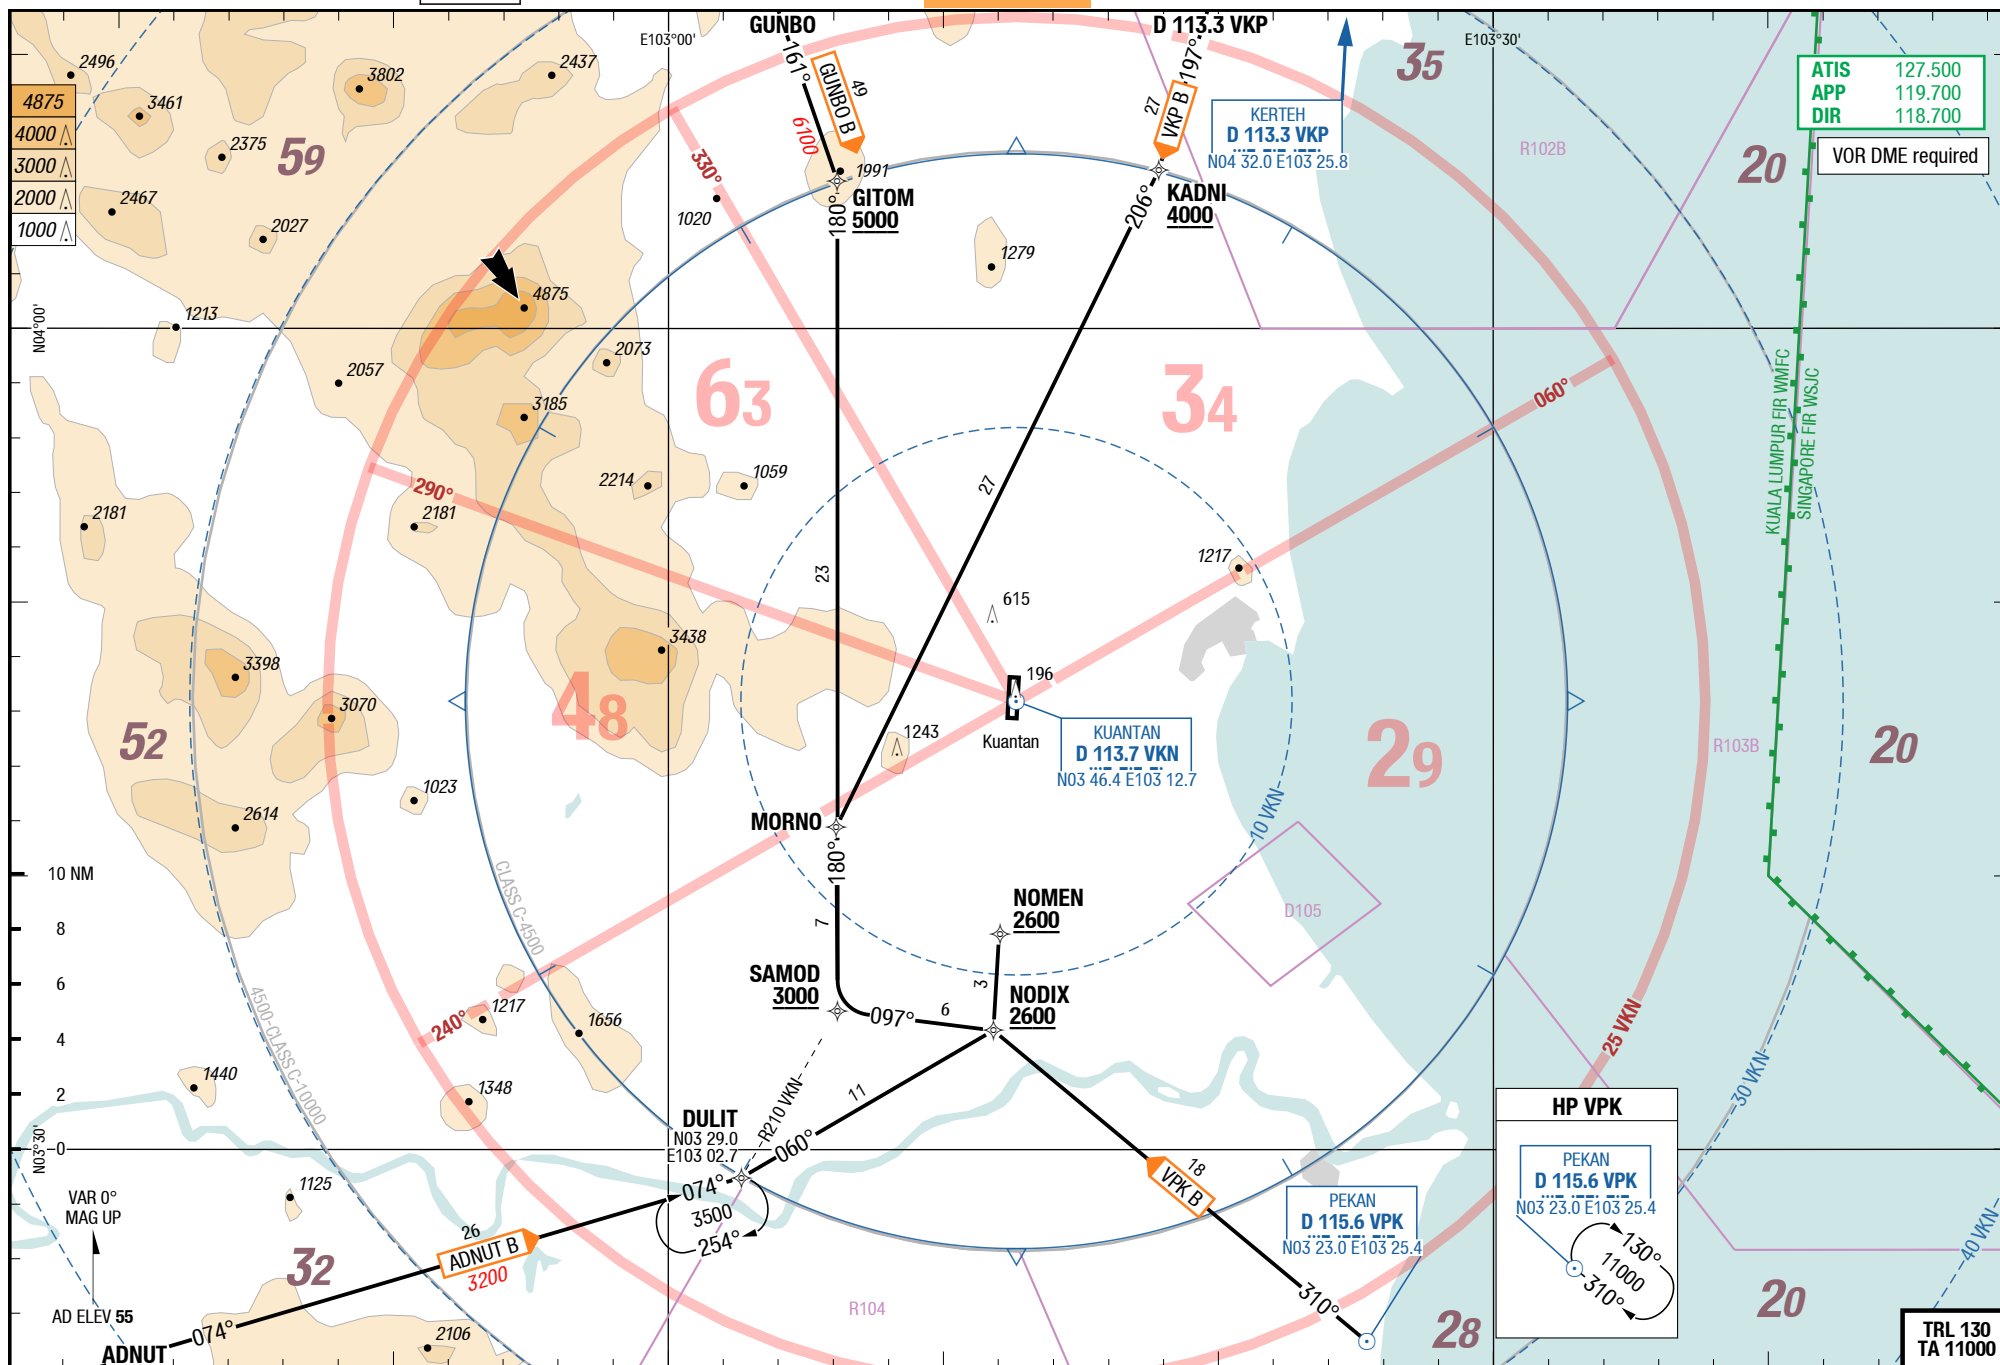 GUNBO
D 113.3 VKP
E103°00'
E103°30'
2496
3802
2437
3461
2375
2467
2027
4875
4000
3000
2000
1000
59
161°
GUNBO B
49
6100
197°
VKP B
27
35
KERTEH
D 113.3 VKP
N04 32.0 E103 25.8
R102B
20
ATIS 127.500
APP 119.700
DIR 118.700
VOR DME required
330°
1020
1991
GITOM
5000
180°
KADNI
4000
206°
1279
4875
N04°00'
1213
2057
2073
3185
63
34
060°
KUALA LUMPUR FIR WMFC
SINGAPORE FIR WSJC
290°
2181
2181
2214
1059
27
23
1217
615
3438
3398
3070
48
196
Kuantan
1243
KUANTAN
D 113.7 VKN
N03 46.4 E103 12.7
29
R103B
20
52
1023
2614
MORNO
180°
10 VKN
10 NM
8
6
4
2
0
CLASS C-4500
4500-CLASS C-10000
7
NOMEN
2600
D105
SAMOD
3000
3
NODIX
2600
097°
6
240°
1217
1656
25 VKN
1440
1348
11
30 VKN
R210 VKN
DULIT
N03 29.0
E103 02.7
060°
N03°30'
HP VPK
PEKAN
D 115.6 VPK
N03 23.0 E103 25.4
130°
11000
310°
1125
VAR 0°
MAG UP
074°
3500
254°
18
VPK B
PEKAN
D 115.6 VPK
N03 23.0 E103 25.4
40 VKN
26
ADNUT B
3200
32
R104
310°
28
20
AD ELEV 55
074°
ADNUT
2106
TRL 130
TA 11000